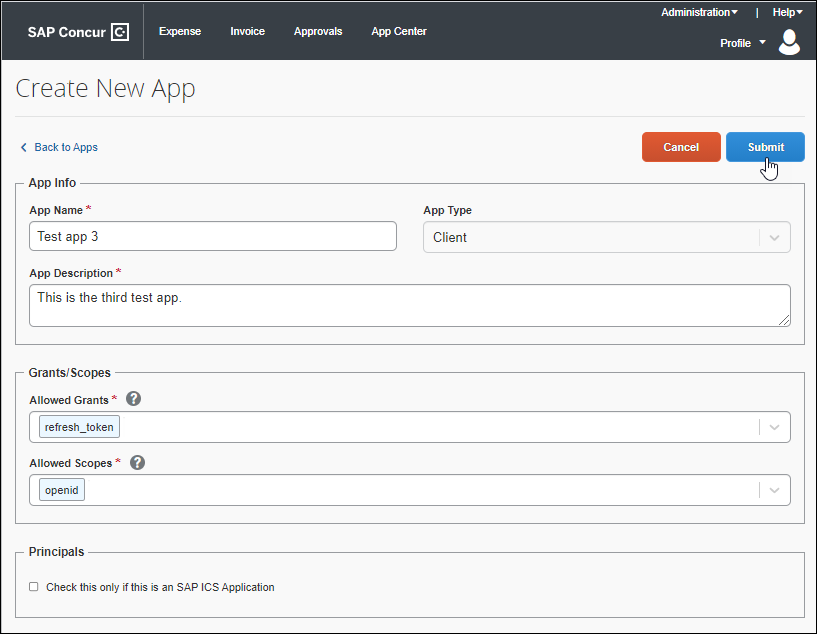 Administration | Help
SAP Concur C Expense Invoice Approvals App Center
Profile
Create New App
Back to Apps
Cancel Submit
App Info
App Name * App Type
Test app 3 Client
App Description *
This is the third test app.
Grants/Scopes
Allowed Grants * ?
refresh_token
Allowed Scopes * ?
openid
Principals
Check this only if this is an SAP ICS Application